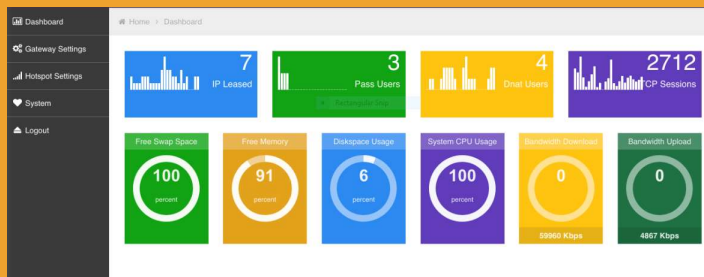 Dashboard
Home > Dashboard
Gateway Settings
Hotspot Settings
System
Logout
7
IP Leased
3
Pass Users
4
Dnat Users
2712
TCP Sessions
Rectangular Snip
Free Swap Space
100
percent
Free Memory
91
percent
Diskspace Usage
6
percent
System CPU Usage
100
percent
Bandwidth Download
0
59960 Kbps
Bandwidth Upload
0
4867 Kbps